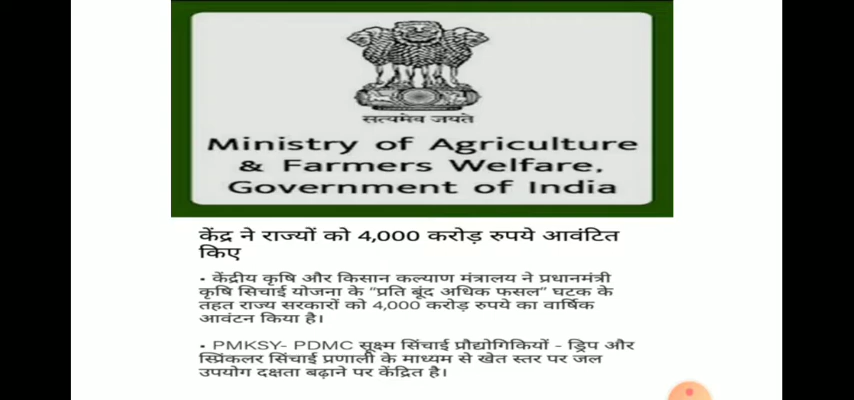 सत्यमेव जयते
Ministry of Agriculture
& Farmers Welfare,
Government of India
केंद्र ने राज्यों को 4,000 करोड़ रुपये आवंटित
किए
• केंद्रीय कृषि और किसान कल्याण मंत्रालय ने प्रधानमंत्री
कृषि सिंचाई योजना के "प्रति बूंद अधिक फसल" घटक के
तहत राज्य सरकारों को 4,000 करोड़ रुपये का वार्षिक
आवंटन किया है।
• PMKSY- PDMC सूक्ष्म सिंचाई प्रौद्योगिकियों - ड्रिप और
स्प्रिंकलर सिंचाई प्रणाली के माध्यम से खेत स्तर पर जल
उपयोग दक्षता बढ़ाने पर केंद्रित है।